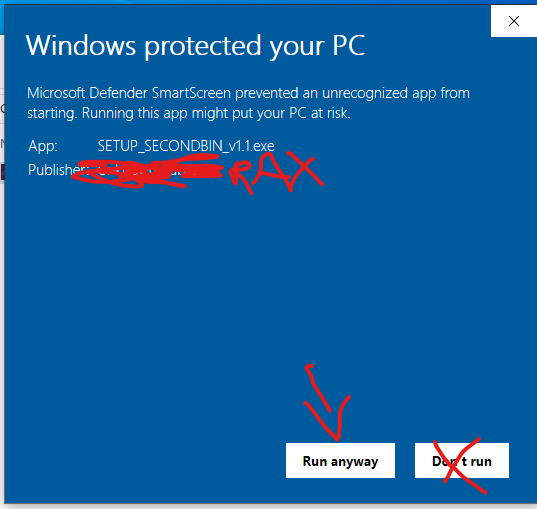 Windows protected your PC
Microsoft Defender SmartScreen prevented an unrecognized app from
starting. Running this app might put your PC at risk.
App: SETUP_SECONDBIN_v1.1.exe
Publisher: RAX
Run anyway Don't run